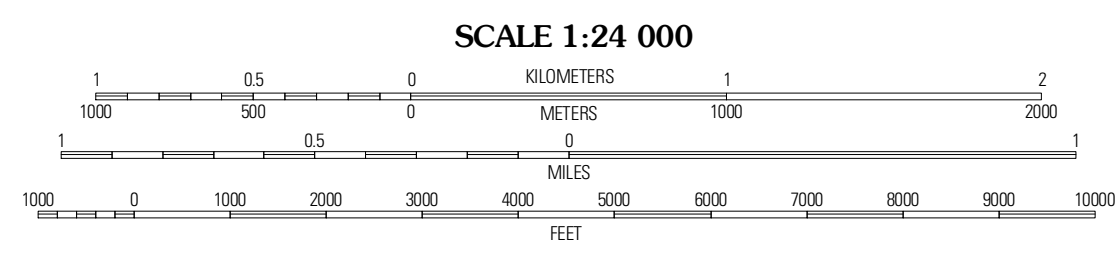 SCALE 1:24 000
1 0.5 0 KILOMETERS 1 2
1000 500 0 METERS 1000 2000
1 0.5 0 1
MILES
1000 0 1000 2000 3000 4000 5000 6000 7000 8000 9000 10000
FEET